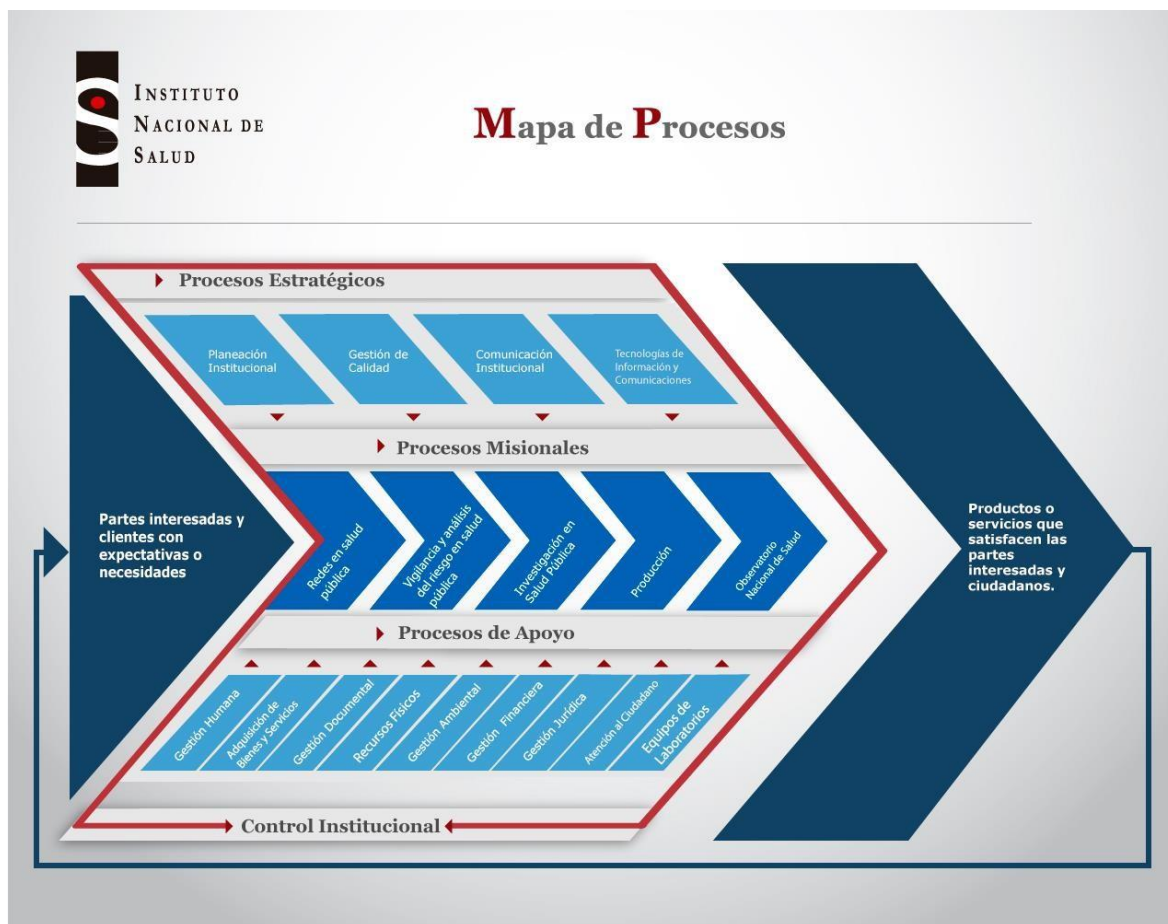 INSTITUTO
NACIONAL DE
SALUD
Mapa de Procesos
Procesos Estratégicos
Planeación
Institucional
Gestión de
Calidad
Comunicación
Institucional
Tecnologías de
Información y
Comunicaciones
Procesos Misionales
Partes interesadas y
clientes con
expectativas o
necesidades
Redes en salud
pública
Vigilancia y análisis
del riesgo en salud
pública
Investigación en
Salud Pública
Producción
Observatorio
Nacional de Salud
Productos o
servicios que
satisfacen las
partes
interesadas y
ciudadanos.
Procesos de Apoyo
Gestión Humana
Adquisición de
Bienes y Servicios
Gestión Documental
Recursos Físicos
Gestión Ambiental
Gestión Financiera
Gestión Jurídica
Atención al Ciudadano
Equipos de
Laboratorios
Control Institucional